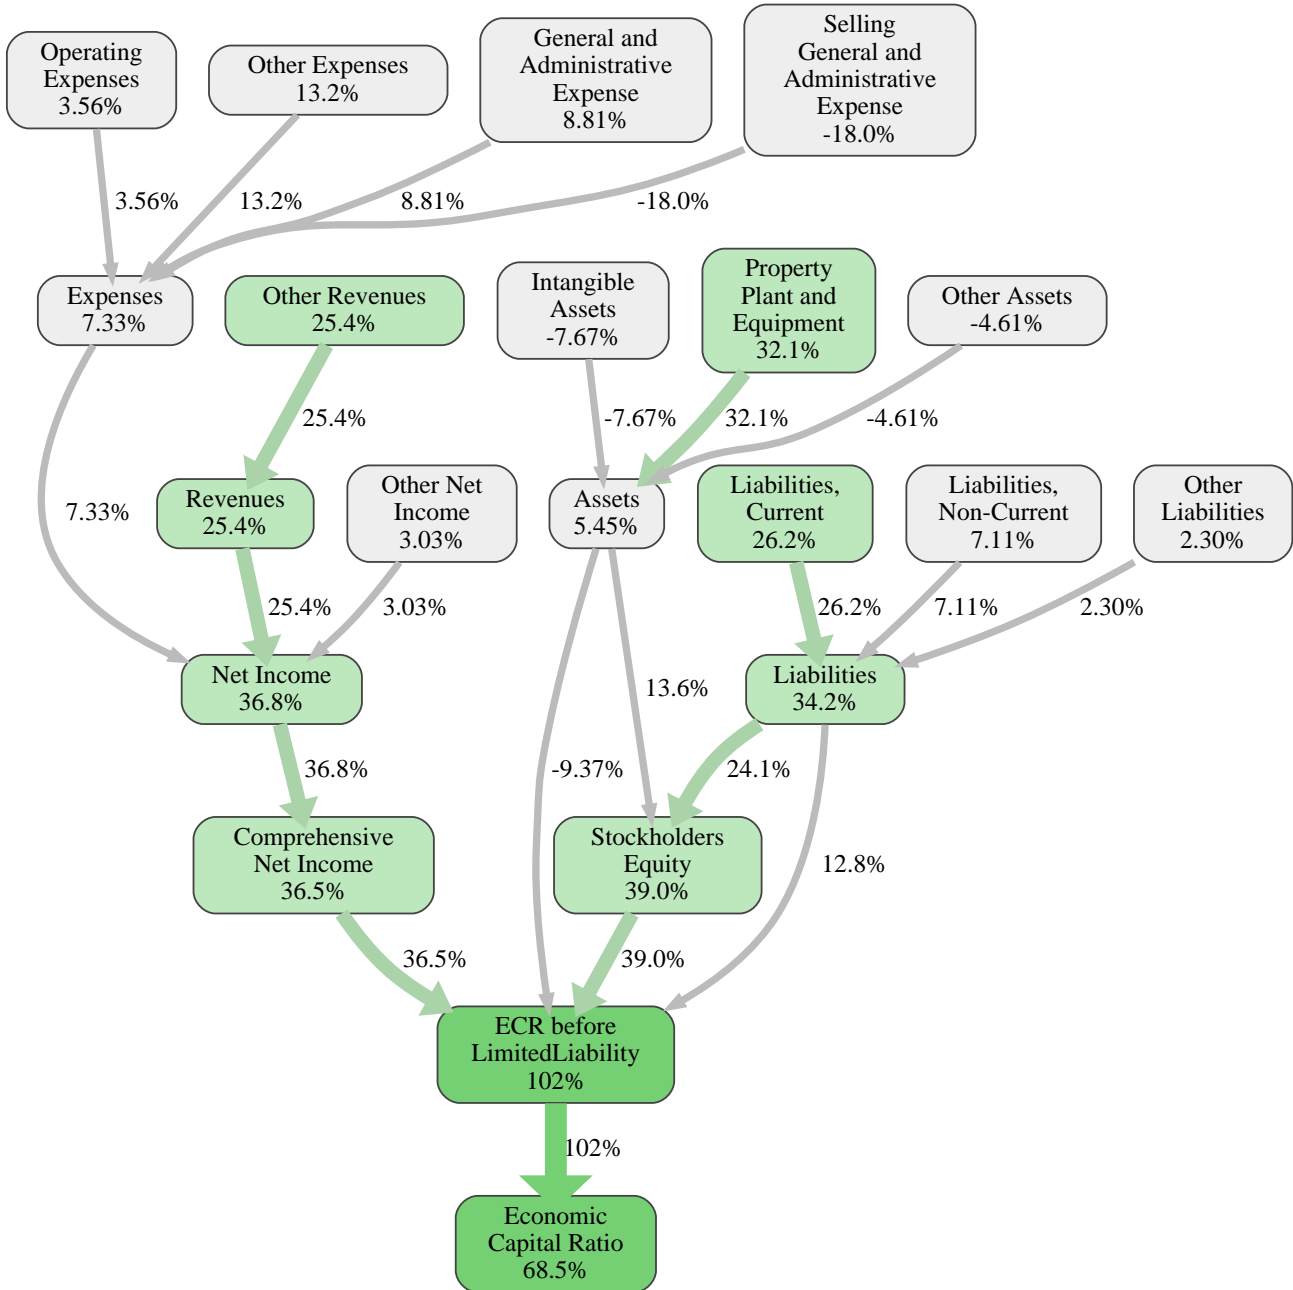 Operating
Expenses
3.56%
Other Expenses
13.2%
General and
Administrative
Expense
8.81%
Selling
General and
Administrative
Expense
-18.0%
3.56%
13.2%
8.81%
-18.0%
Expenses
7.33%
Other Revenues
25.4%
Intangible
Assets
-7.67%
Property
Plant and
Equipment
32.1%
Other Assets
-4.61%
25.4%
-7.67%
32.1%
-4.61%
7.33%
Revenues
25.4%
Other Net
Income
3.03%
Assets
5.45%
Liabilities,
Current
26.2%
Liabilities,
Non-Current
7.11%
Other
Liabilities
2.30%
25.4%
3.03%
26.2%
7.11%
2.30%
Net Income
36.8%
13.6%
Liabilities
34.2%
36.8%
-9.37%
24.1%
Comprehensive
Net Income
36.5%
Stockholders
Equity
39.0%
12.8%
36.5%
39.0%
ECR before
LimitedLiability
102%
102%
Economic
Capital Ratio
68.5%